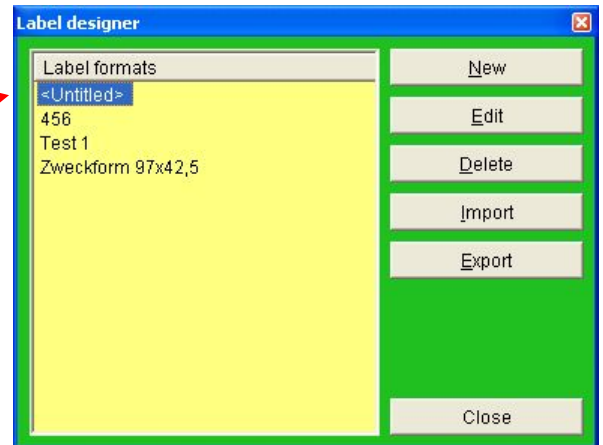 Label designer
Label formats
<Untitled>
456
Test 1
Zweckform 97x42,5
New
Edit
Delete
Import
Export
Close